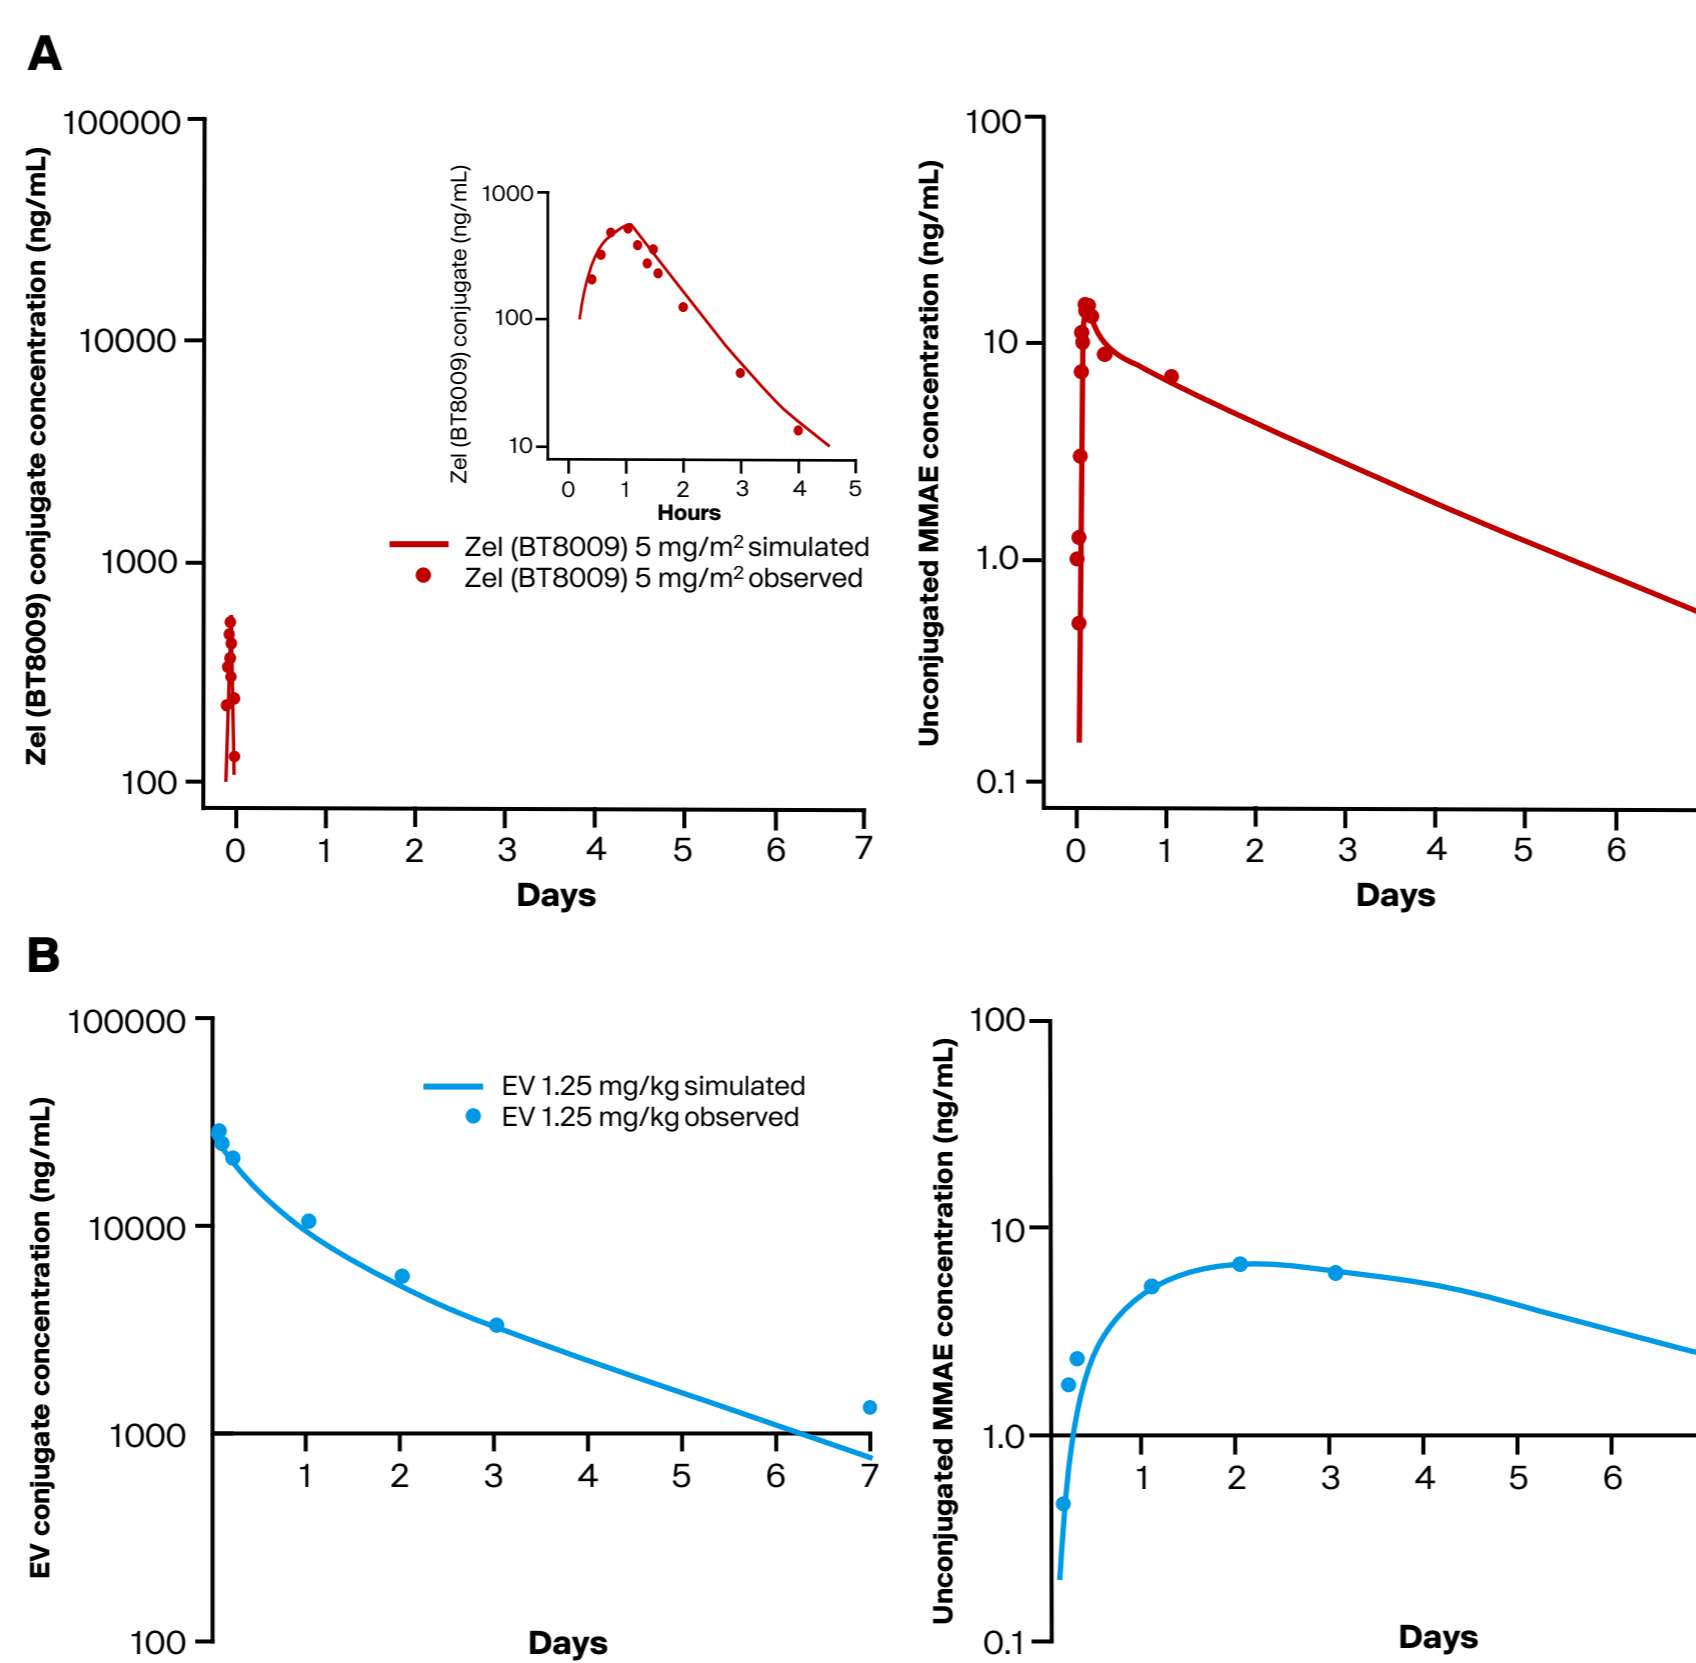 A
Zel (BT8009) conjugate concentration (ng/mL)
100000
10000
1000
100
0 1 2 3 4 5 6 7
Days
Zel (BT8009) conjugate (ng/mL)
1000
100
10
0 1 2 3 4 5
Hours
Zel (BT8009) 5 mg/m² simulated
Zel (BT8009) 5 mg/m² observed
Unconjugated MMAE concentration (ng/mL)
100
10
1.0
0.1
0 1 2 3 4 5 6
Days
B
EV conjugate concentration (ng/mL)
100000
10000
1000
100
1 2 3 4 5 6 7
Days
EV 1.25 mg/kg simulated
EV 1.25 mg/kg observed
Unconjugated MMAE concentration (ng/mL)
100
10
1.0
0.1
1 2 3 4 5 6
Days